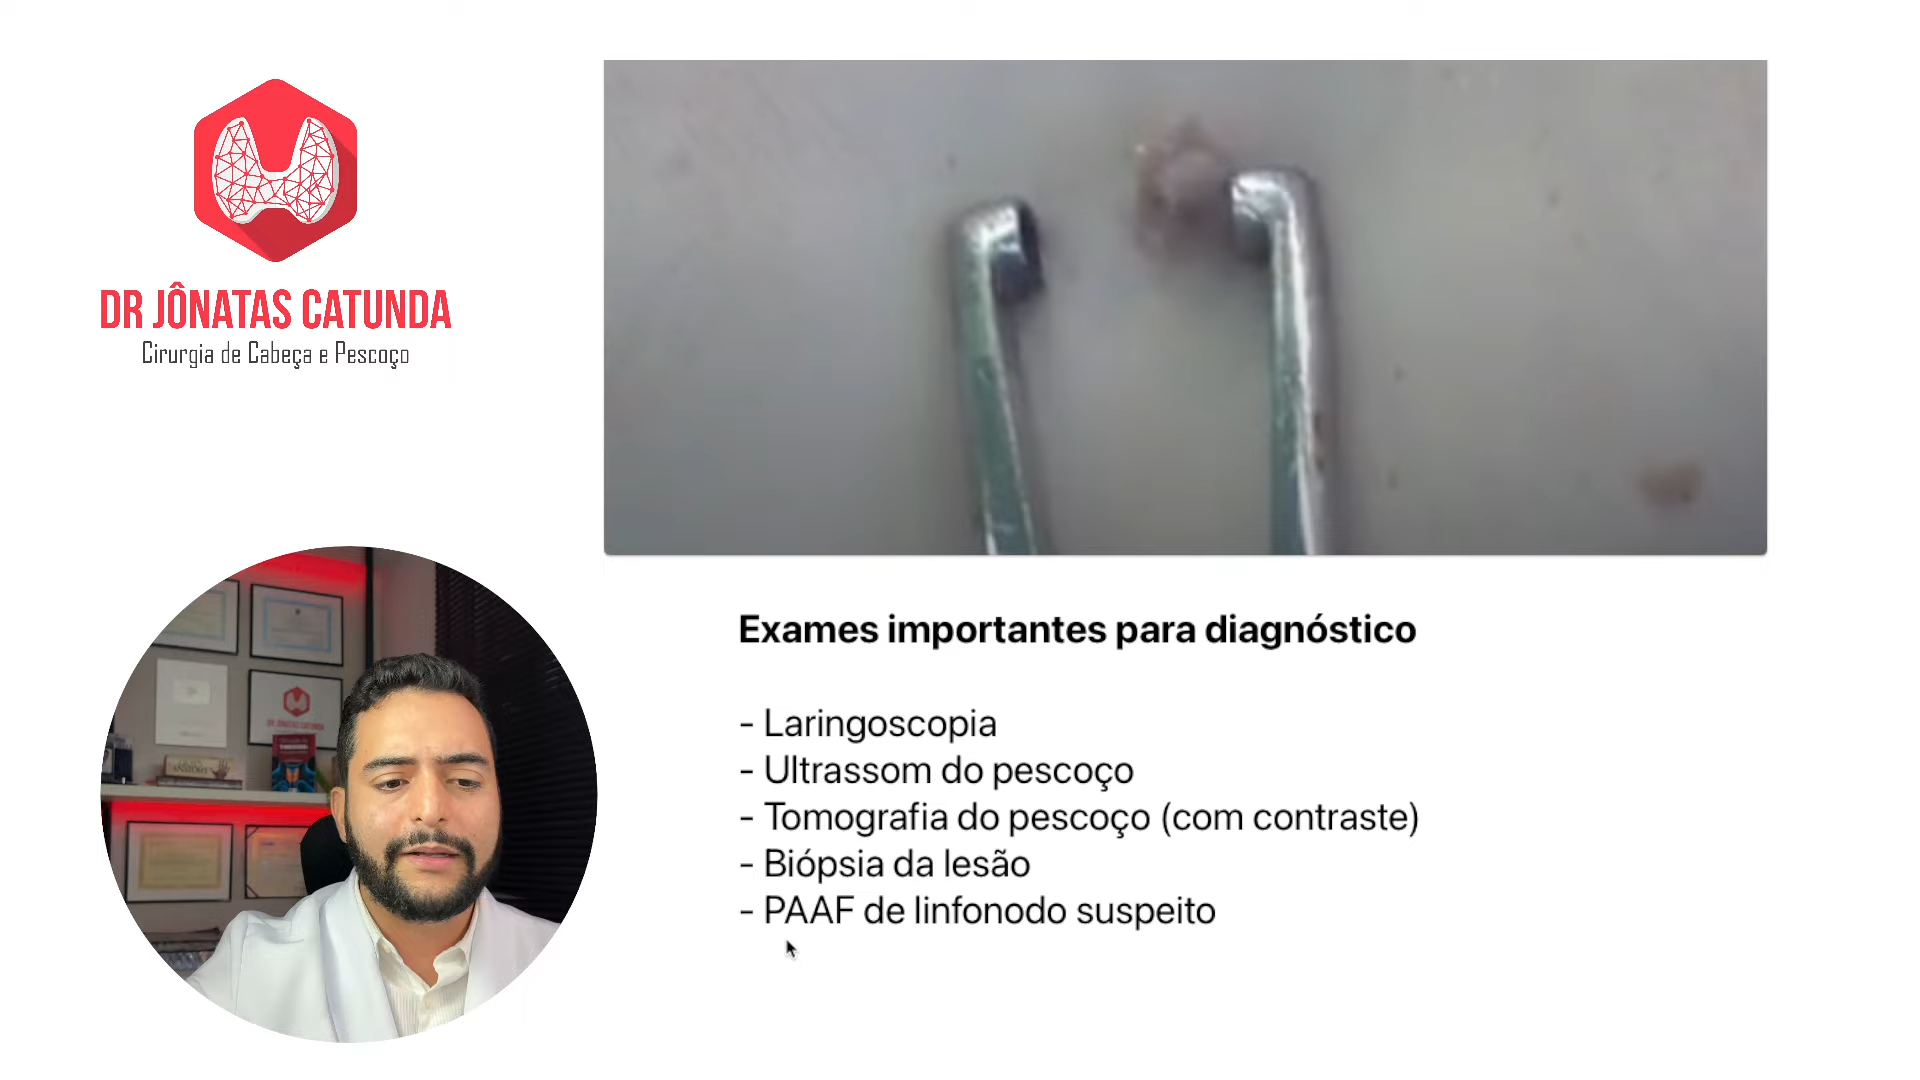 DR JÔNATAS CATUNDA
Cirurgia de Cabeça e Pescoço
Exames importantes para diagnóstico
- Laringoscopia
- Ultrassom do pescoço
- Tomografia do pescoço (com contraste)
- Biópsia da lesão
- PAAF de linfonodo suspeito